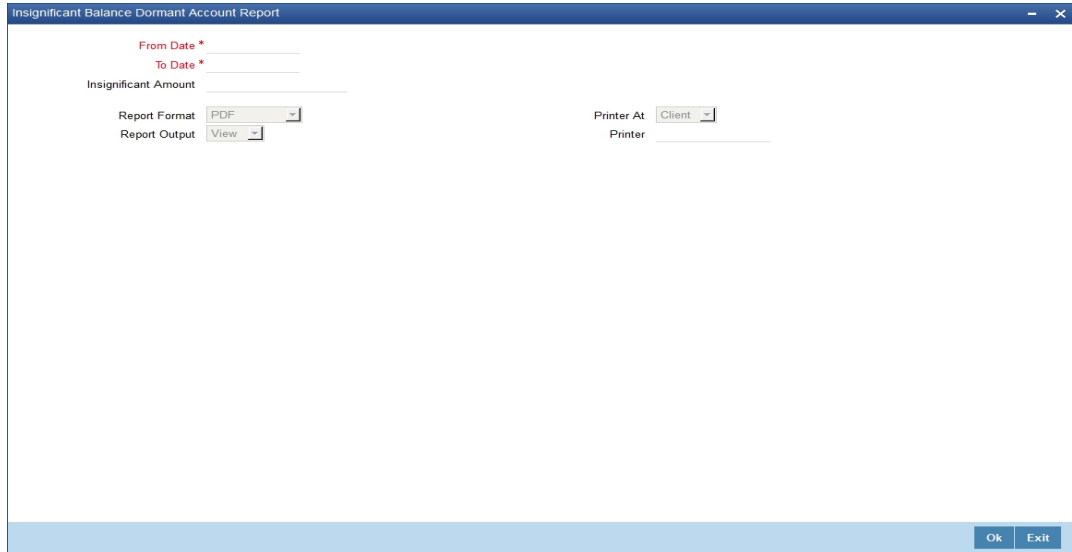 Insignificant Balance Dormant Account Report
From Date *
To Date *
Insignificant Amount
Report Format PDF Printer At Client
Report Output View Printer
Ok Exit